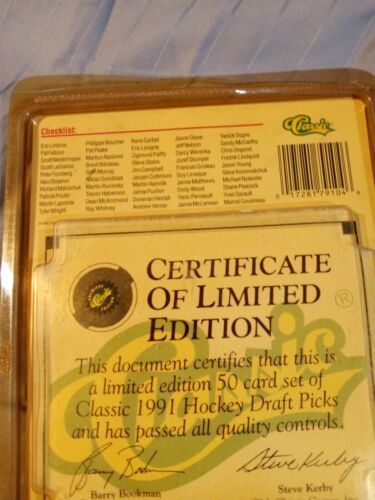 Checklist:
Eric Lindros
Pat Falloon
Scott Niedermayer
Scott Lachance
Peter Forsberg
Alek Stojanov
Richard Matvichuk
Patrick Poulin
Martin Lapointe
Tyler Wright
Philippe Boucher
Pat Peake
Markus Naslund
Brent Bilodeau
Glen Murray
Niklas Sundblad
Martin Rucinsky
Trevor Halverson
Dean McAmmond
Ray Whitney
Rene Corbet
Eric Lavigne
Zigmund Palffy
Steve Staios
Jim Campbell
Jassen Cullimore
Martin Hamrlik
Jamie Pushor
Donevan Hextall
Andrew Verner
Jason Dawe
Jeff Nelson
Darcy Werenka
Jozef Stumpel
Francois Groleau
Guy Leveque
Jamie Matthews
Dody Wood
Yanic Perreault
Jamie McLennan
Yanick Dupre
Sandy McCarthy
Chris Osgood
Fredrik Lindquist
Jason Young
Steve Konowalchuk
Michael Nylander
Shane Peacock
Yves Sarault
Marcel Cousineau
Classic
0 17281 79104 6
CERTIFICATE
OF LIMITED
EDITION
®
This document certifies that this is
a limited edition 50 card set of
Classic 1991 Hockey Draft Picks
and has passed all quality controls.
Barry Bookman
Steve Kerby